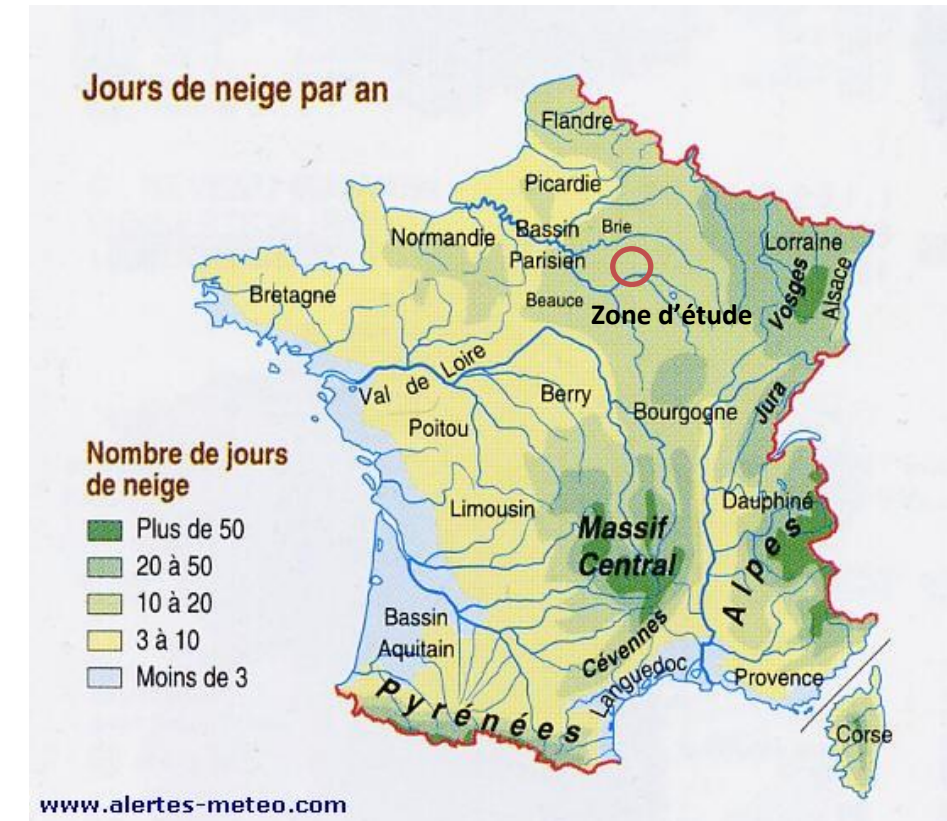 Jours de neige par an
Flandre
Picardie
Normandie
Bassin
Parisien
Brie
Lorraine
Vosges
Alsace
Bretagne
Beauce
Zone d'étude
Val de Loire
Berry
Bourgogne
Jura
Poitou
Nombre de jours
de neige
Plus de 50
20 à 50
10 à 20
3 à 10
Moins de 3
Limousin
Massif
Central
Dauphiné
Alpes
Bassin
Aquitain
Cévennes
Languedoc
Provence
Pyrénées
Corse
www.alertes-meteo.com